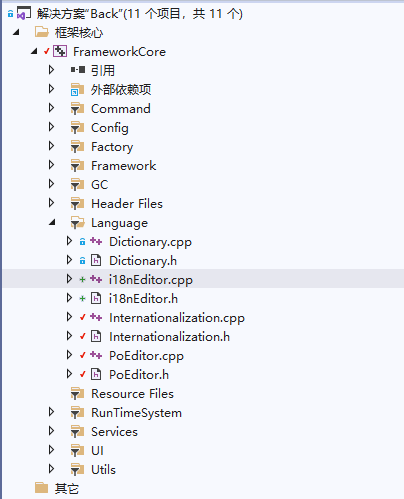 解决方案"Back"(11 个项目，共 11 个)
框架核心
FrameworkCore
引用
外部依赖项
Command
Config
Factory
Framework
GC
Header Files
Language
Dictionary.cpp
Dictionary.h
i18nEditor.cpp
i18nEditor.h
Internationalization.cpp
Internationalization.h
PoEditor.cpp
PoEditor.h
Resource Files
RunTimeSystem
Services
UI
Utils
其它